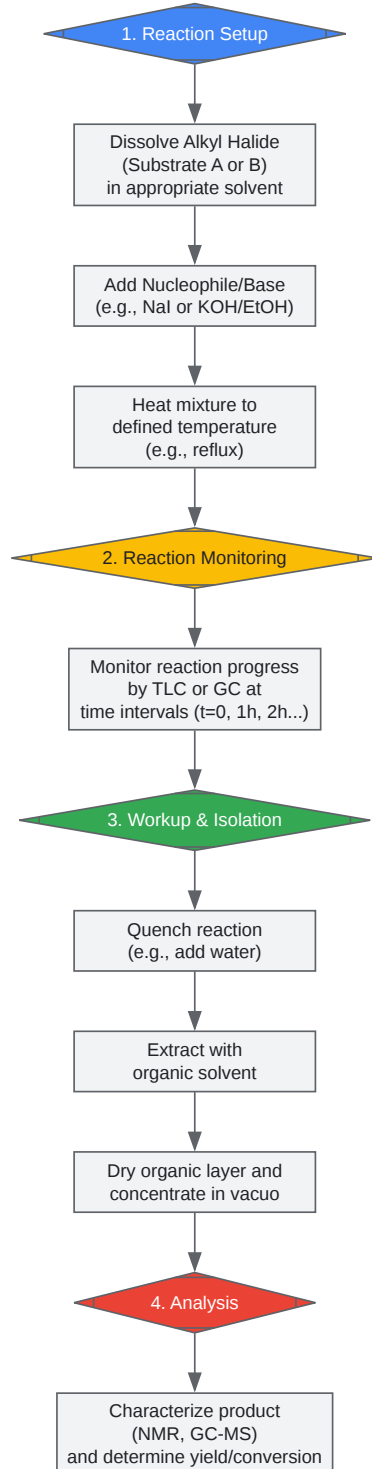 1. Reaction Setup
Dissolve Alkyl Halide
(Substrate A or B)
in appropriate solvent
Add Nucleophile/Base
(e.g., NaI or KOH/EtOH)
Heat mixture to
defined temperature
(e.g., reflux)
2. Reaction Monitoring
Monitor reaction progress
by TLC or GC at
time intervals (t=0, 1h, 2h...)
3. Workup & Isolation
Quench reaction
(e.g., add water)
Extract with
organic solvent
Dry organic layer and
concentrate in vacuo
4. Analysis
Characterize product
(NMR, GC-MS)
and determine yield/conversion